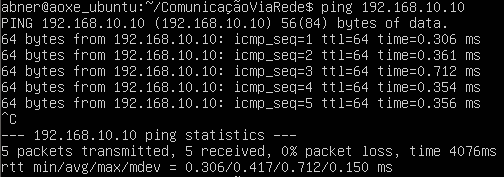 abner@aoxe_ubuntu:~/ComunicaçãoViaRede$ ping 192.168.10.10
PING 192.168.10.10 (192.168.10.10) 56(84) bytes of data.
64 bytes from 192.168.10.10: icmp_seq=1 ttl=64 time=0.306 ms
64 bytes from 192.168.10.10: icmp_seq=2 ttl=64 time=0.361 ms
64 bytes from 192.168.10.10: icmp_seq=3 ttl=64 time=0.712 ms
64 bytes from 192.168.10.10: icmp_seq=4 ttl=64 time=0.354 ms
64 bytes from 192.168.10.10: icmp_seq=5 ttl=64 time=0.356 ms
^C
--- 192.168.10.10 ping statistics ---
5 packets transmitted, 5 received, 0% packet loss, time 4076ms
rtt min/avg/max/mdev = 0.306/0.417/0.712/0.150 ms